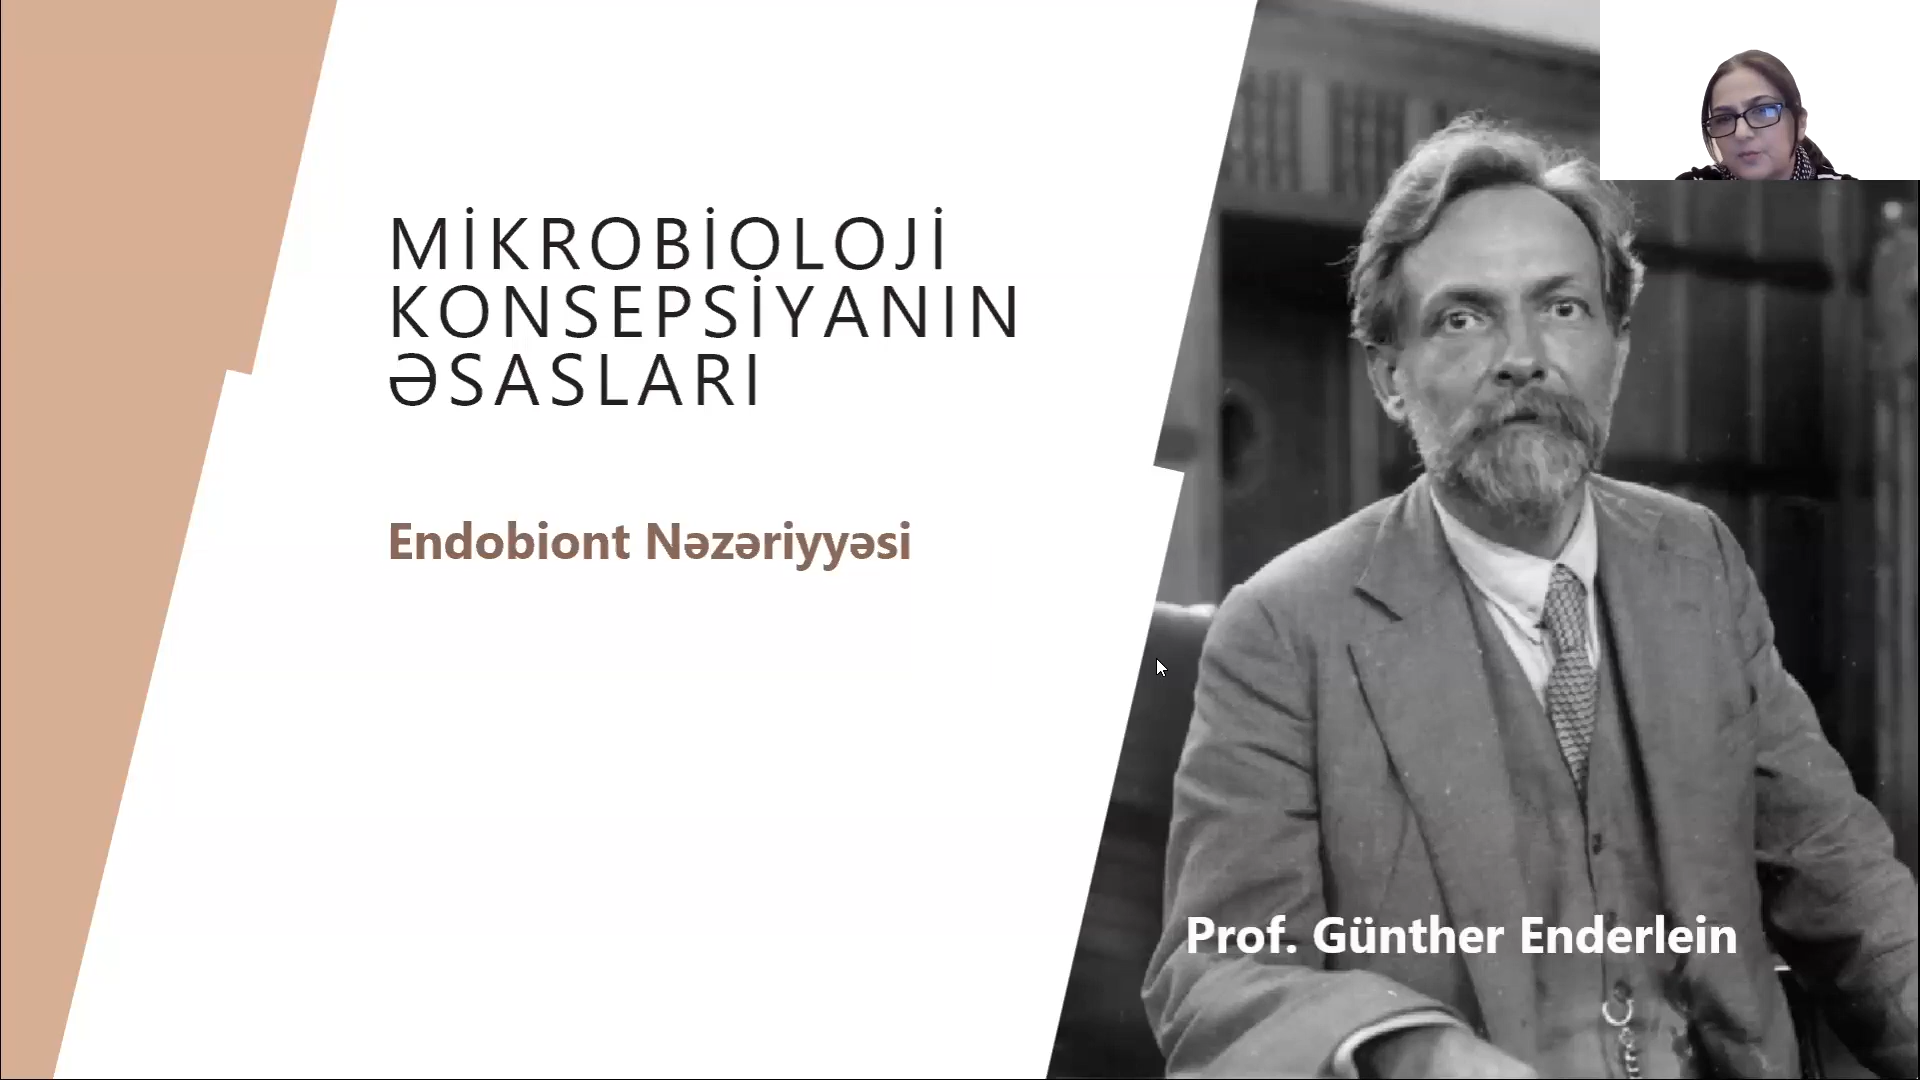 MİKROBİOLOJİ
KONSEPSİYANIN
ƏSASLARI
Endobiont Nəzəriyyəsi
Prof. Günther Enderlein